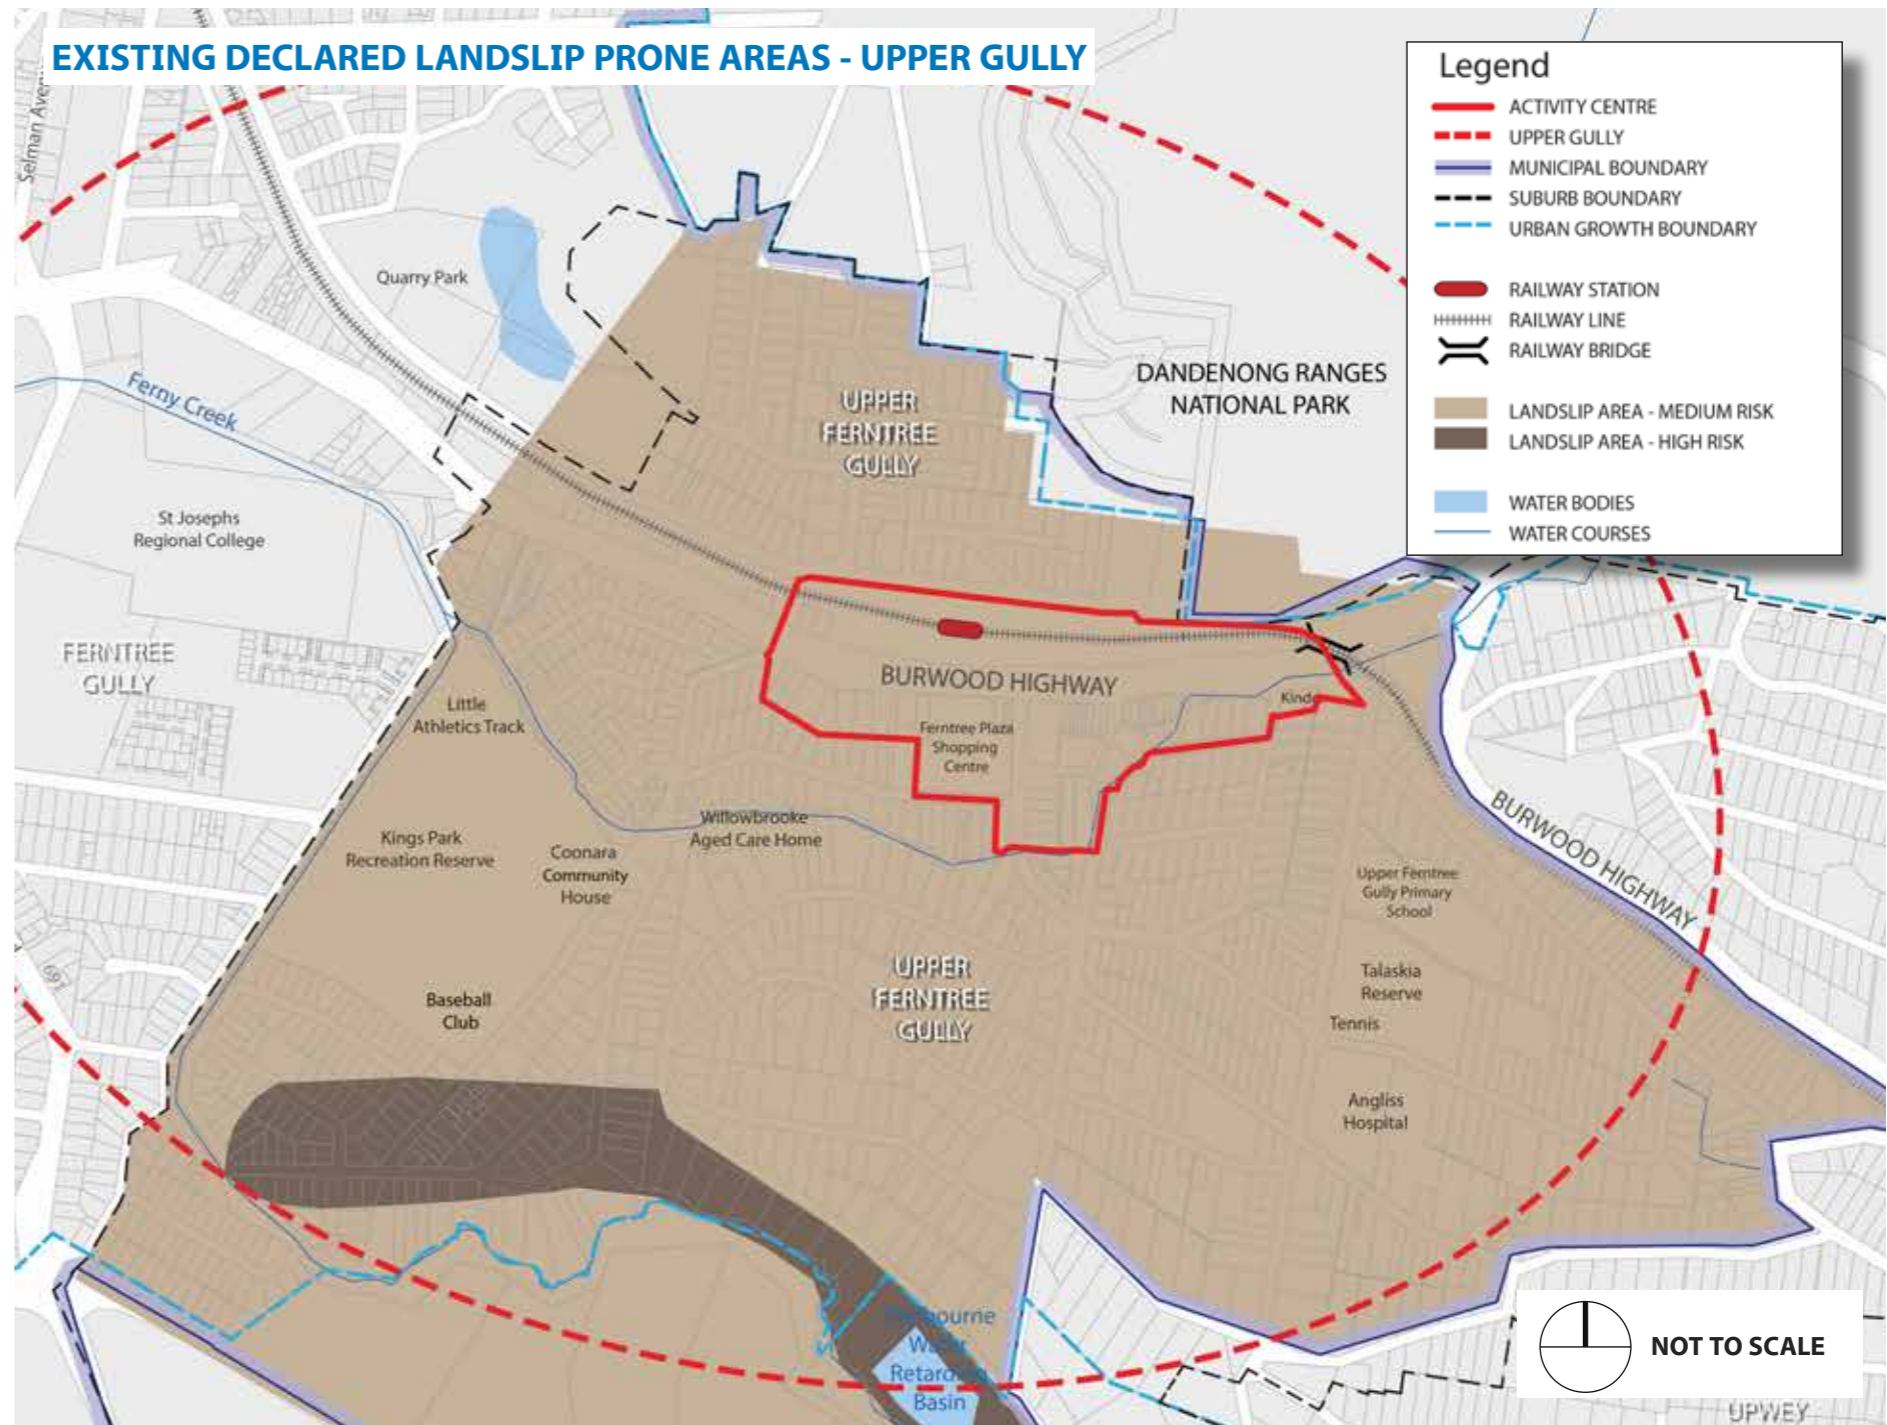 EXISTING DECLARED LANDSLIP PRONE AREAS - UPPER GULLY
Legend
ACTIVITY CENTRE
UPPER GULLY
MUNICIPAL BOUNDARY
SUBURB BOUNDARY
URBAN GROWTH BOUNDARY
RAILWAY STATION
RAILWAY LINE
RAILWAY BRIDGE
LANDSLIP AREA - MEDIUM RISK
LANDSLIP AREA - HIGH RISK
WATER BODIES
WATER COURSES
Quarry Park
Ferny Creek
DANDENONG RANGES
NATIONAL PARK
UPPER
FERNTREE
GULLY
St Josephs
Regional College
FERNTREE
GULLY
BURWOOD HIGHWAY
Little
Athletics Track
Ferntree Plaza
Shopping
Centre
Willowbrooke
Aged Care Home
Kings Park
Recreation Reserve
Coonara
Community
House
BURWOOD HIGHWAY
Upper Ferntree
Gully Primary
School
UPPER
FERNTREE
GULLY
Talaskia
Reserve
Tennis
Baseball
Club
Angliss
Hospital
Water
Retarding
Basin
NOT TO SCALE
UPWEY